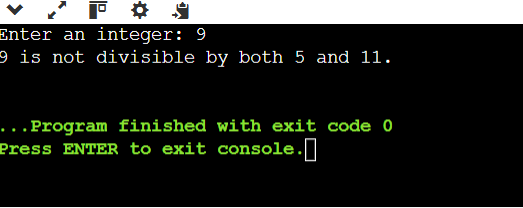 Enter an integer: 9
9 is not divisible by both 5 and 11.
...Program finished with exit code 0
Press ENTER to exit console.